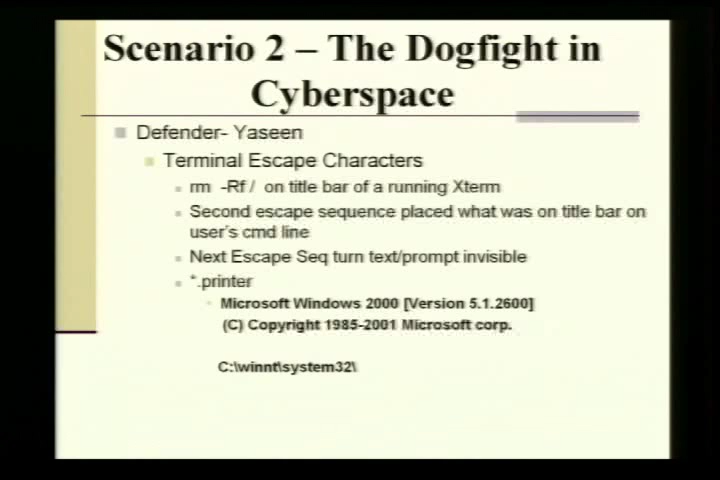 Scenario 2 – The Dogfight in
Cyberspace
Defender- Yaseen
Terminal Escape Characters
rm -Rf / on title bar of a running Xterm
Second escape sequence placed what was on title bar on
user's cmd line
Next Escape Seq turn text/prompt invisible
*.printer
Microsoft Windows 2000 [Version 5.1.2600]
(C) Copyright 1985-2001 Microsoft corp.
C:\winnt\system32\